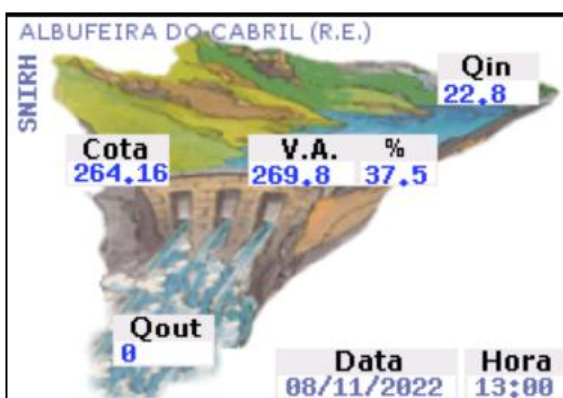 ALBUFEIRA DO CABRIL (R.E.)
SNIRH
Qin
22.8
Cota
264.16
V.A. %
269.8 37.5
Qout
0
Data Hora
08/11/2022 13:00